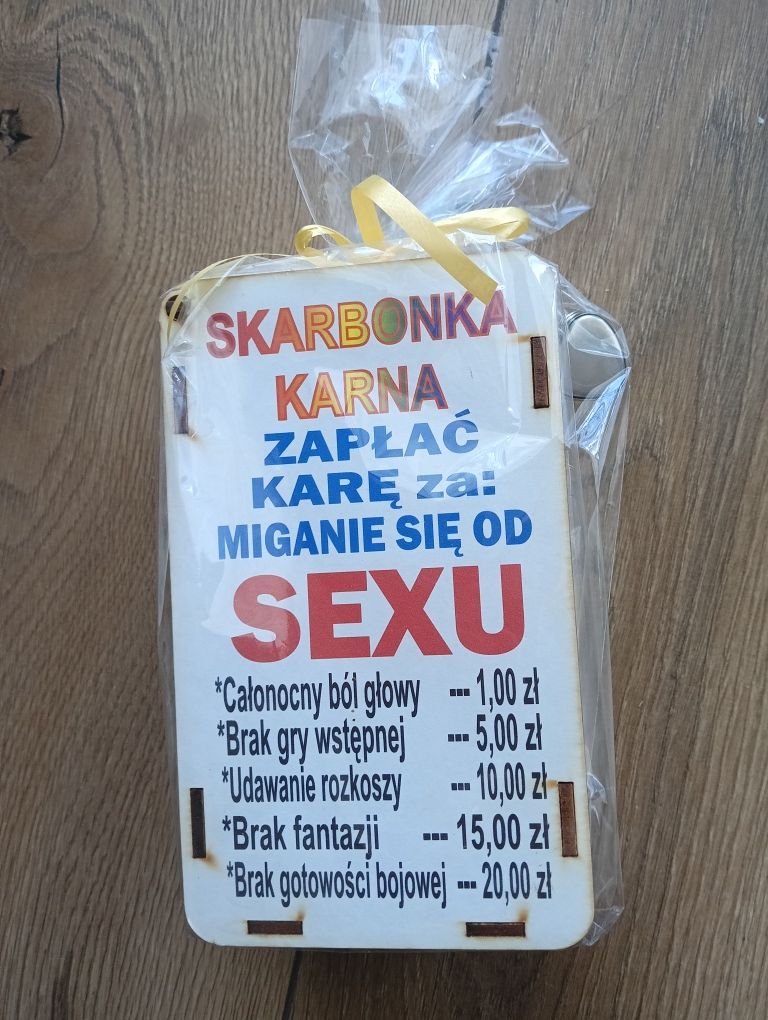 SKARBONKA
KARNA
ZAPŁAĆ
KARĘ za:
MIGANIE SIĘ OD
SEXU
*Całonocny ból głowy --- 1,00 zł
*Brak gry wstępnej --- 5,00 zł
*Udawanie rozkoszy --- 10,00 zł
*Brak fantazji --- 15,00 zł
*Brak gotowości bojowej --- 20,00 zł